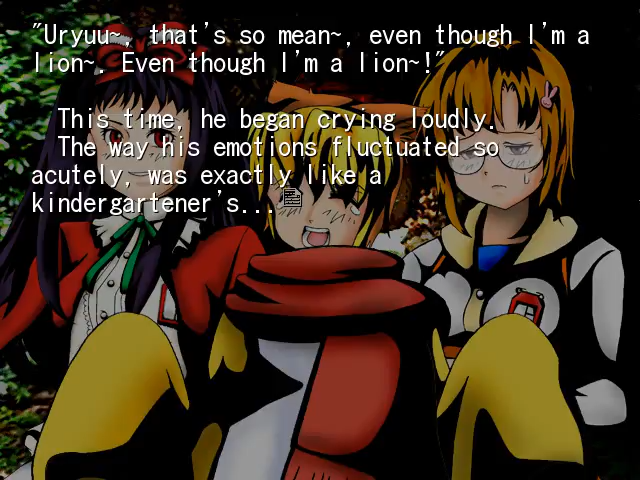 "Uryuu~, that's so mean~, even though I'm a
lion~. Even though I'm a lion~!"
This time, he began crying loudly.
The way his emotions fluctuated so
acutely, was exactly like a
kindergartener's...